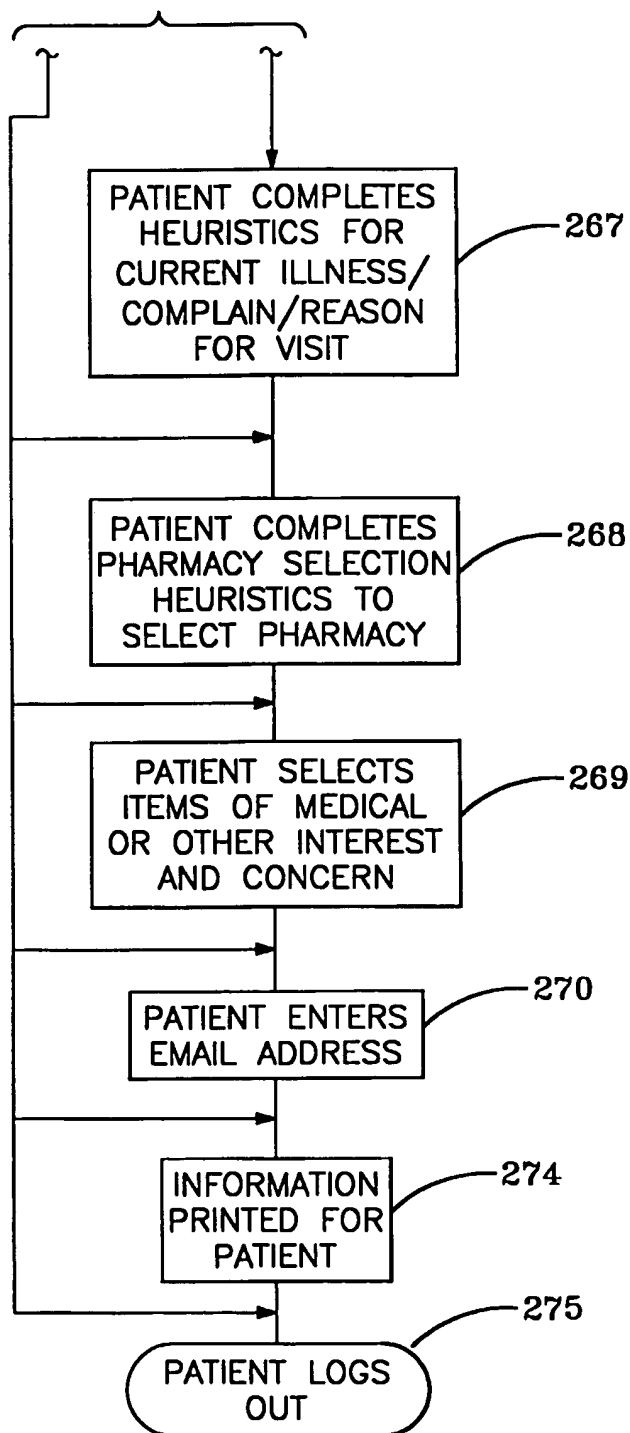 PATIENT COMPLETES
HEURISTICS FOR
CURRENT ILLNESS/
COMPLAIN/REASON
FOR VISIT
267
PATIENT COMPLETES
PHARMACY SELECTION
HEURISTICS TO
SELECT PHARMACY
268
PATIENT SELECTS
ITEMS OF MEDICAL
OR OTHER INTEREST
AND CONCERN
269
PATIENT ENTERS
EMAIL ADDRESS
270
INFORMATION
PRINTED FOR
PATIENT
274
PATIENT LOGS
OUT
275